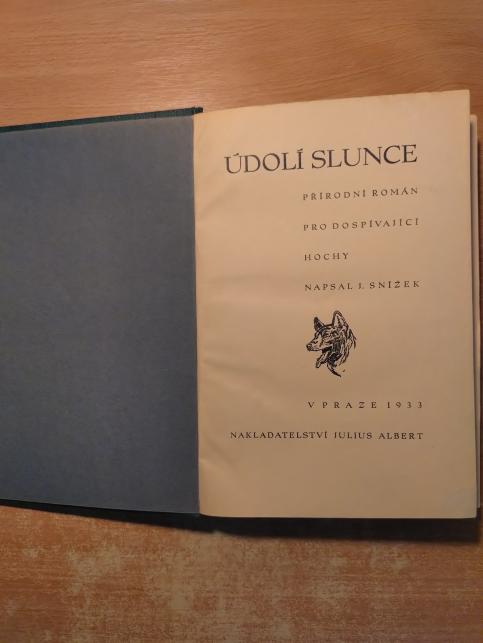 ÚDOLÍ SLUNCE
PŘÍRODNÍ ROMÁN
PRO DOSPÍVAJÍCÍ
HOCHY
NAPSAL J. SNÍŽEK
V PRAZE 1933
NAKLADATELSTVÍ JULIUS ALBERT